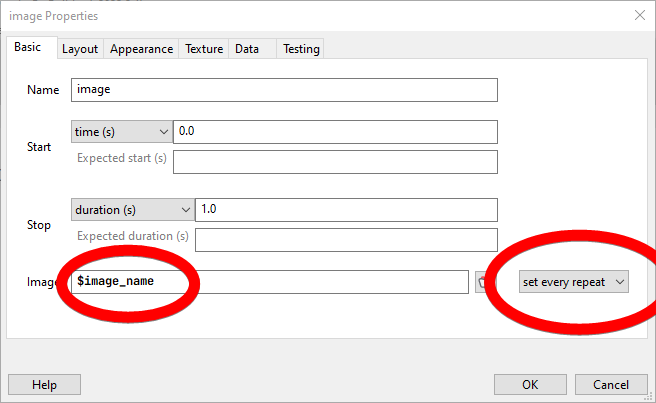 image Properties
Basic Layout Appearance Texture Data Testing
Name image
Start time (s) 0.0
Expected start (s)
Stop duration (s) 1.0
Expected duration (s)
Image $image_name set every repeat
Help OK Cancel